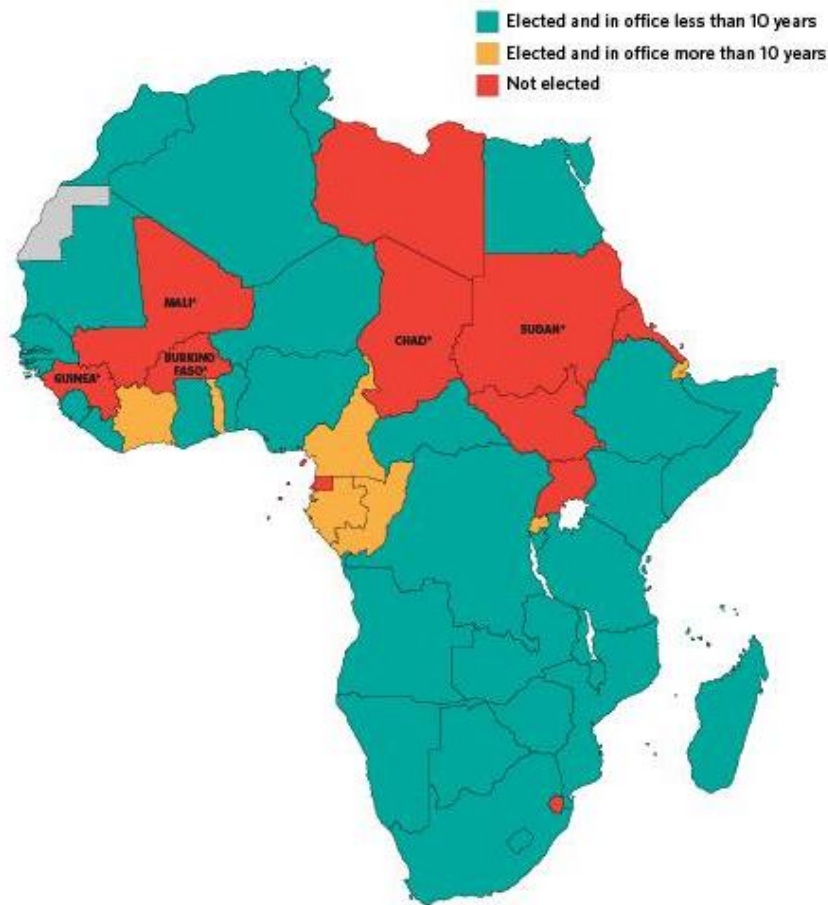 Elected and in office less than 10 years
Elected and in office more than 10 years
Not elected
MALI*
BURKINO
FASO*
GUINEA*
CHAD*
SUDAN*